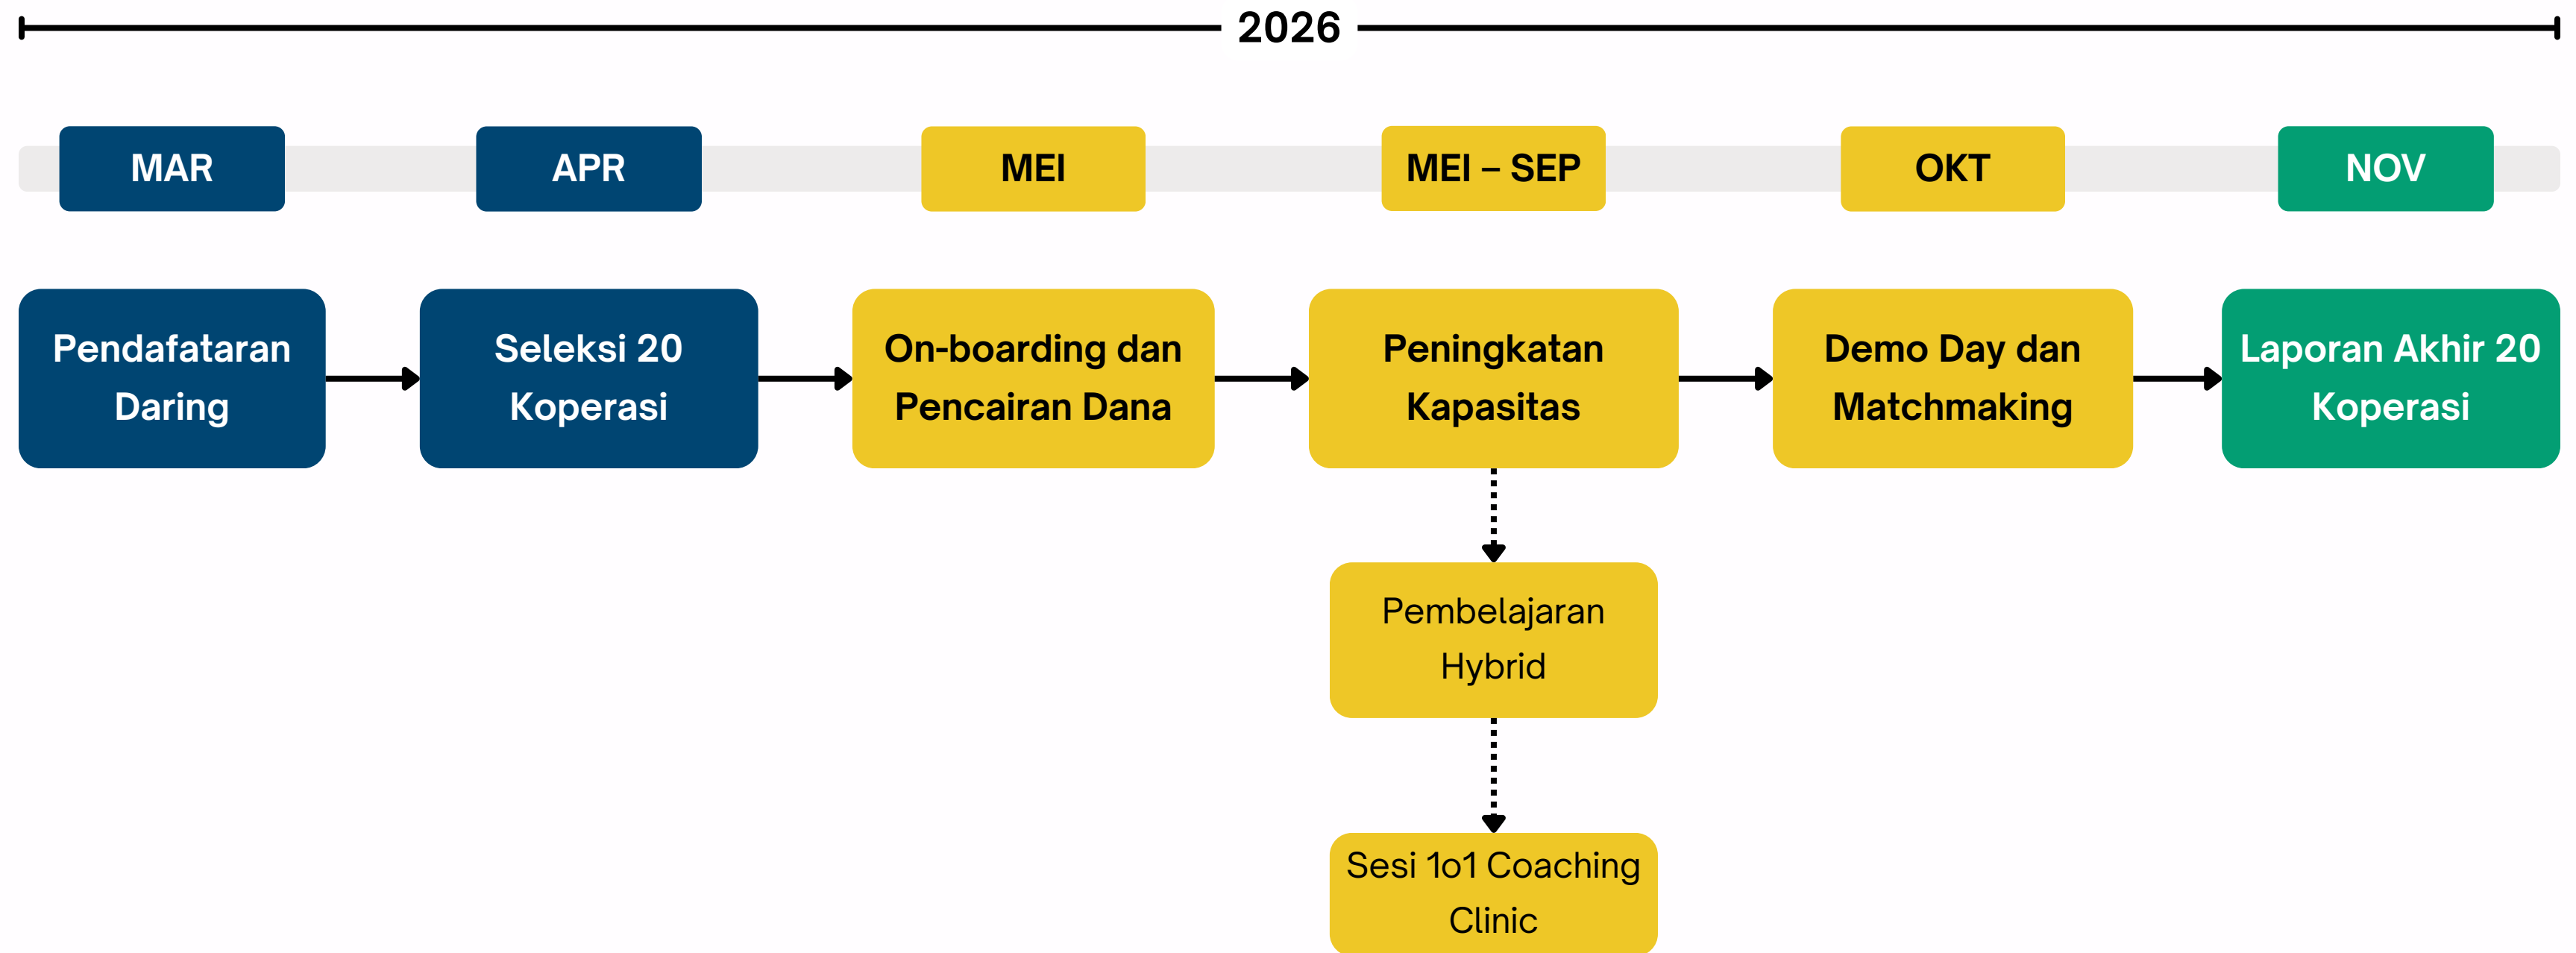 2026
MAR
APR
MEI
MEI – SEP
OKT
NOV
Pendafataran
Daring
Seleksi 20
Koperasi
On-boarding dan
Pencairan Dana
Peningkatan
Kapasitas
Demo Day dan
Matchmaking
Laporan Akhir 20
Koperasi
Pembelajaran
Hybrid
Sesi 1o1 Coaching
Clinic